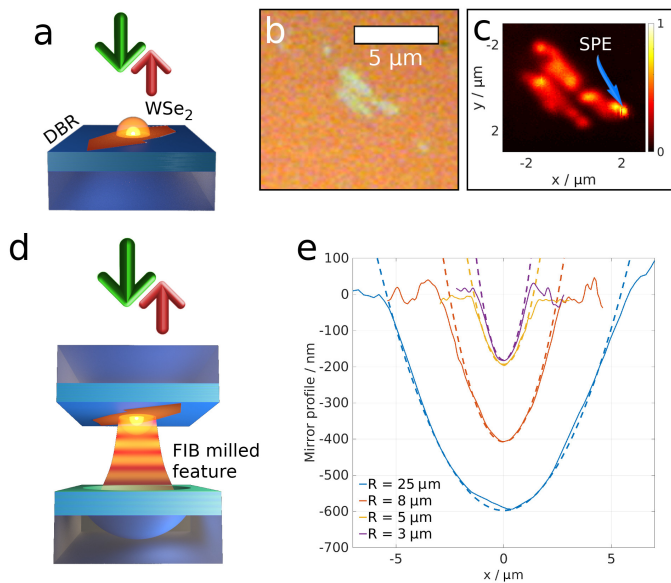 a
WSe2
DBR
b
5 µm
c
SPE
-2
0
2
y / µm
-2
0
2
x / µm
1
0
d
FIB milled
feature
e
100
0
-100
-200
-300
-400
-500
-600
-700
Mirror profile / nm
R = 25 µm
R = 8 µm
R = 5 µm
R = 3 µm
-5
0
5
x / µm